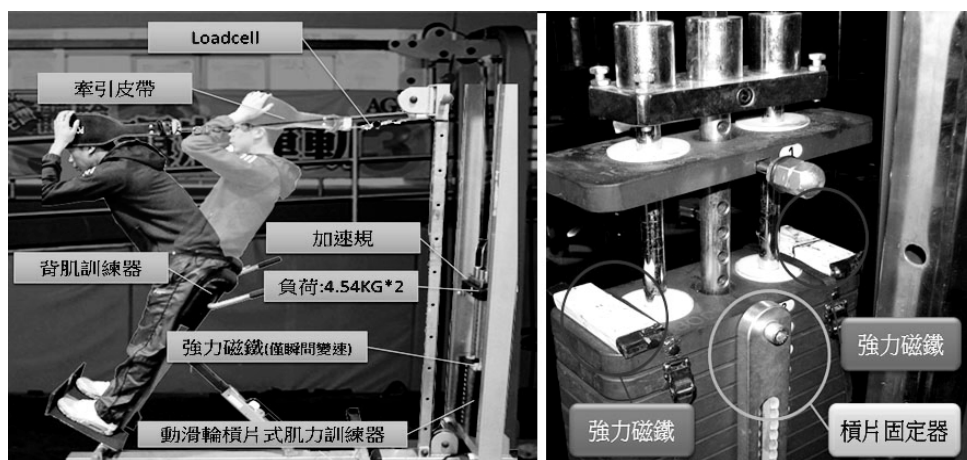 Loadcell
牽引皮帶
AG
加速規
背肌訓練器
負荷:4.54KG*2
強力磁鐵(僅瞬間變速)
動滑輪槓片式肌力訓練器
1
強力磁鐵
強力磁鐵
槓片固定器